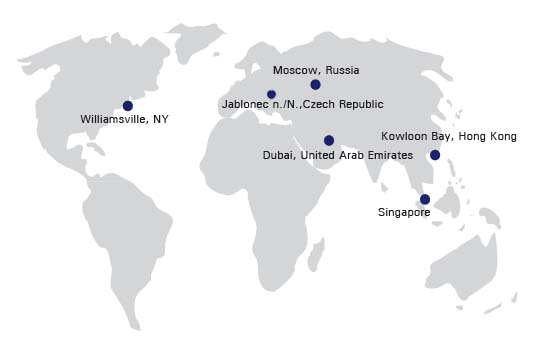 Moscow, Russia
Jablonec n./N.,Czech Republic
Williamsville, NY
Kowloon Bay, Hong Kong
Dubai, United Arab Emirates
Singapore